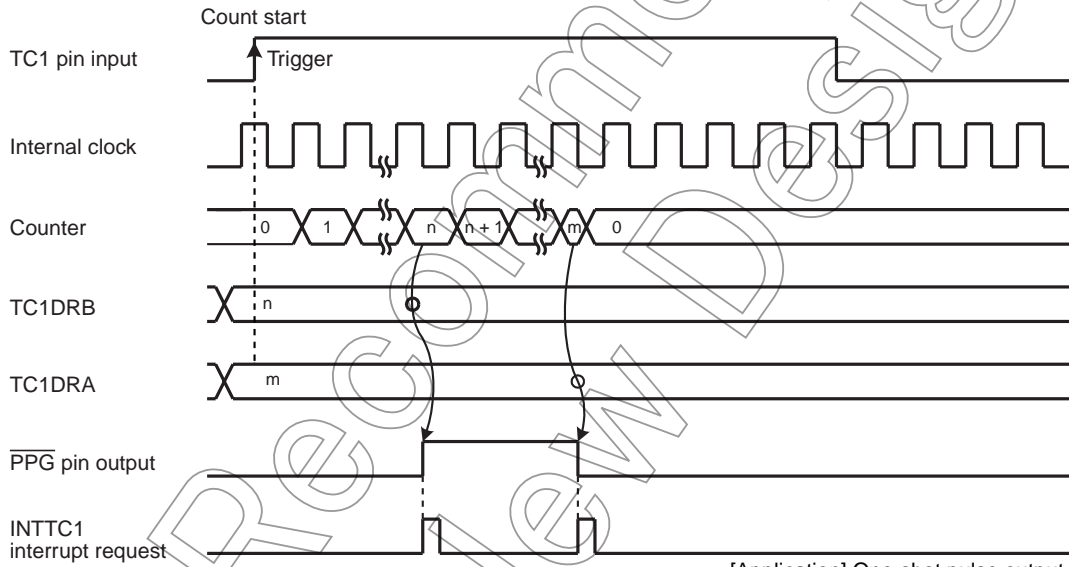 Count start
TC1 pin input
Trigger
Internal clock
Counter
0 1 n n + 1 m 0
TC1DRB
n
TC1DRA
m
PPG pin output
INTTC1
interrupt request
[Application] One-shot pulse output